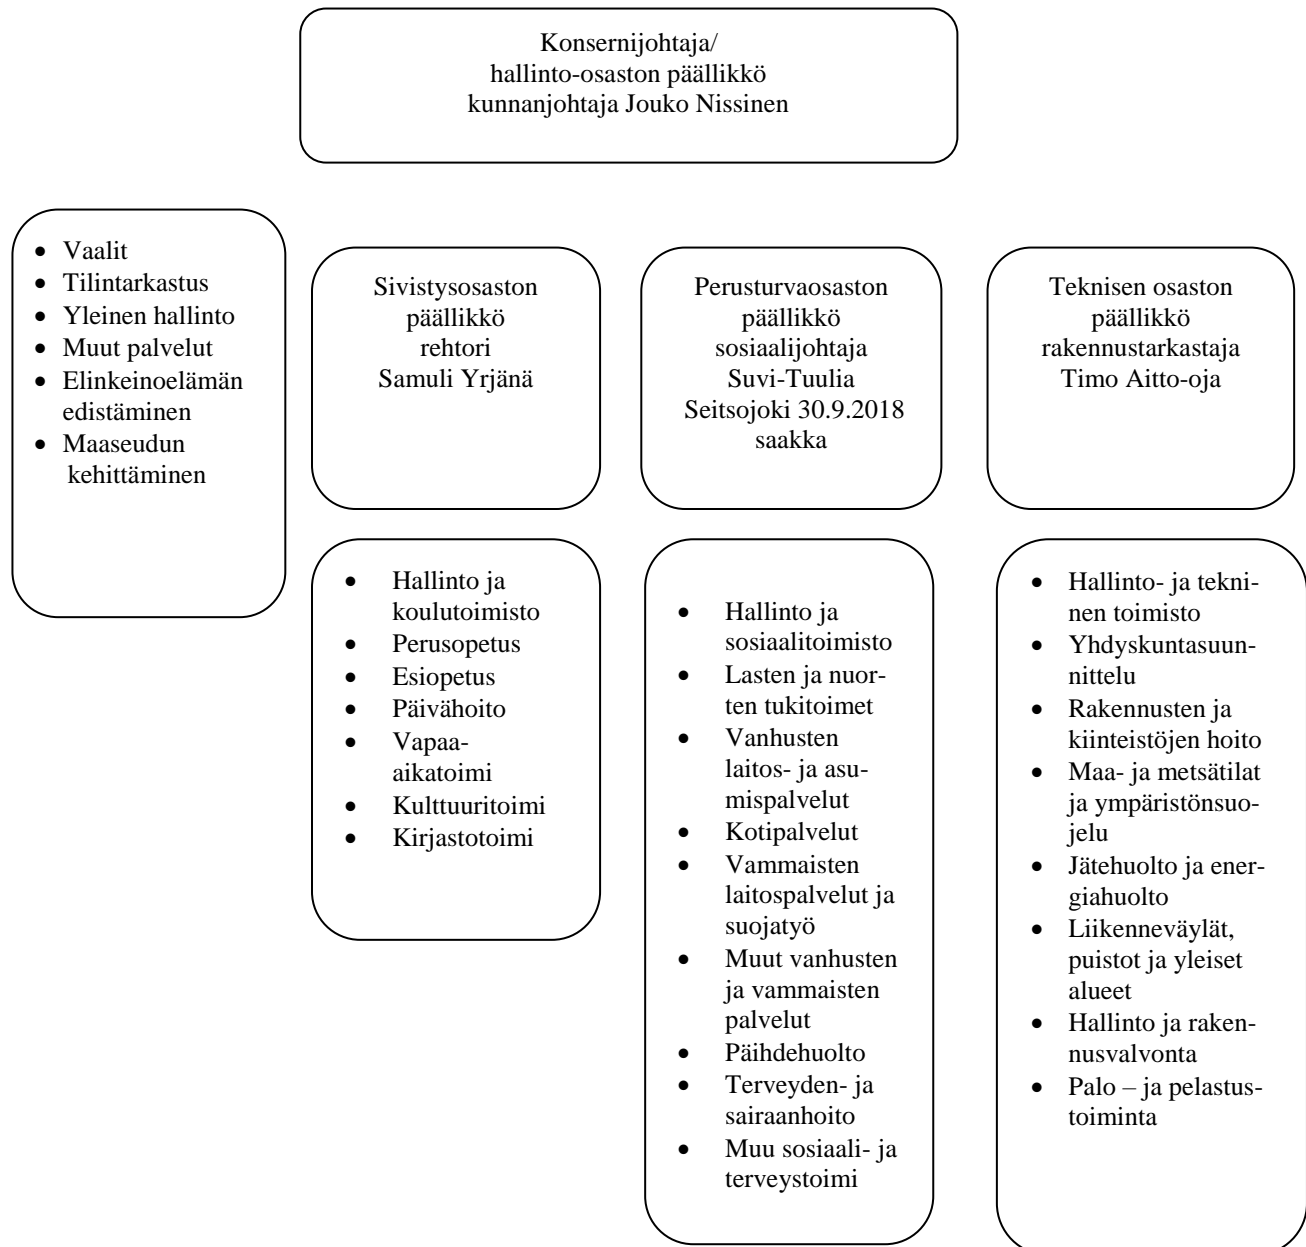 Konsernijohtaja/
hallinto-osaston päällikkö
kunnanjohtaja Jouko Nissinen
• Vaalit
• Tilintarkastus
• Yleinen hallinto
• Muut palvelut
• Elinkeinoelämän
edistäminen
• Maaseudun
kehittäminen
Sivistysosaston
päällikkö
rehtori
Samuli Yrjänä
Perusturvaosaston
päällikkö
sosiaalijohtaja
Suvi-Tuulia
Seitsojoki 30.9.2018
saakka
Teknisen osaston
päällikkö
rakennustarkastaja
Timo Aitto-oja
• Hallinto ja
koulutoimisto
• Perusopetus
• Esiopetus
• Päivähoito
• Vapaa-
aikatoimi
• Kulttuuritoimi
• Kirjastotoimi
• Hallinto ja
sosiaalitoimisto
• Lasten ja nuor-
ten tukitoimet
• Vanhusten
laitos- ja asu-
mispalvelut
• Kotipalvelut
• Vammaisten
laitospalvelut ja
suojatyö
• Muut vanhusten
ja vammaisten
palvelut
• Päihdehuolto
• Terveyden- ja
sairaanhoito
• Muu sosiaali- ja
terveystoimi
• Hallinto- ja tekni-
nen toimisto
• Yhdyskuntasuun-
nittelu
• Rakennusten ja
kiinteistöjen hoito
• Maa- ja metsätilat
ja ympäristönsuo-
jelu
• Jätehuolto ja ener-
giahuolto
• Liikenneväylät,
puistot ja yleiset
alueet
• Hallinto ja raken-
nusvalvonta
• Palo – ja pelastus-
toiminta